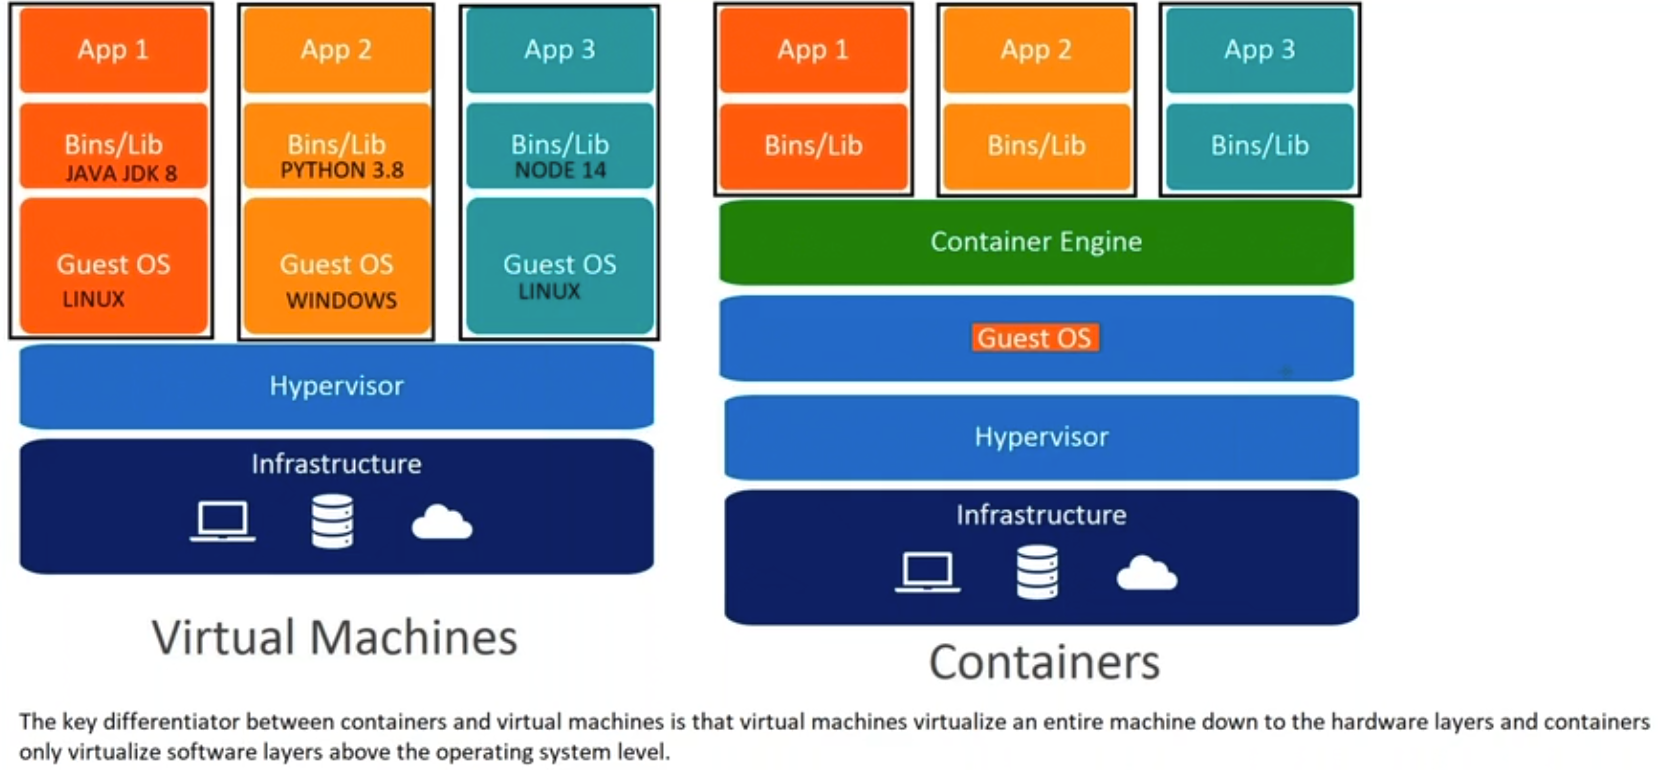 App 1
Bins/Lib
JAVA JDK 8
Guest OS
LINUX
App 2
Bins/Lib
PYTHON 3.8
Guest OS
WINDOWS
App 3
Bins/Lib
NODE 14
Guest OS
LINUX
Hypervisor
Infrastructure
Virtual Machines
App 1
Bins/Lib
App 2
Bins/Lib
App 3
Bins/Lib
Container Engine
Guest OS
Hypervisor
Infrastructure
Containers
The key differentiator between containers and virtual machines is that virtual machines virtualize an entire machine down to the hardware layers and containers
only virtualize software layers above the operating system level.